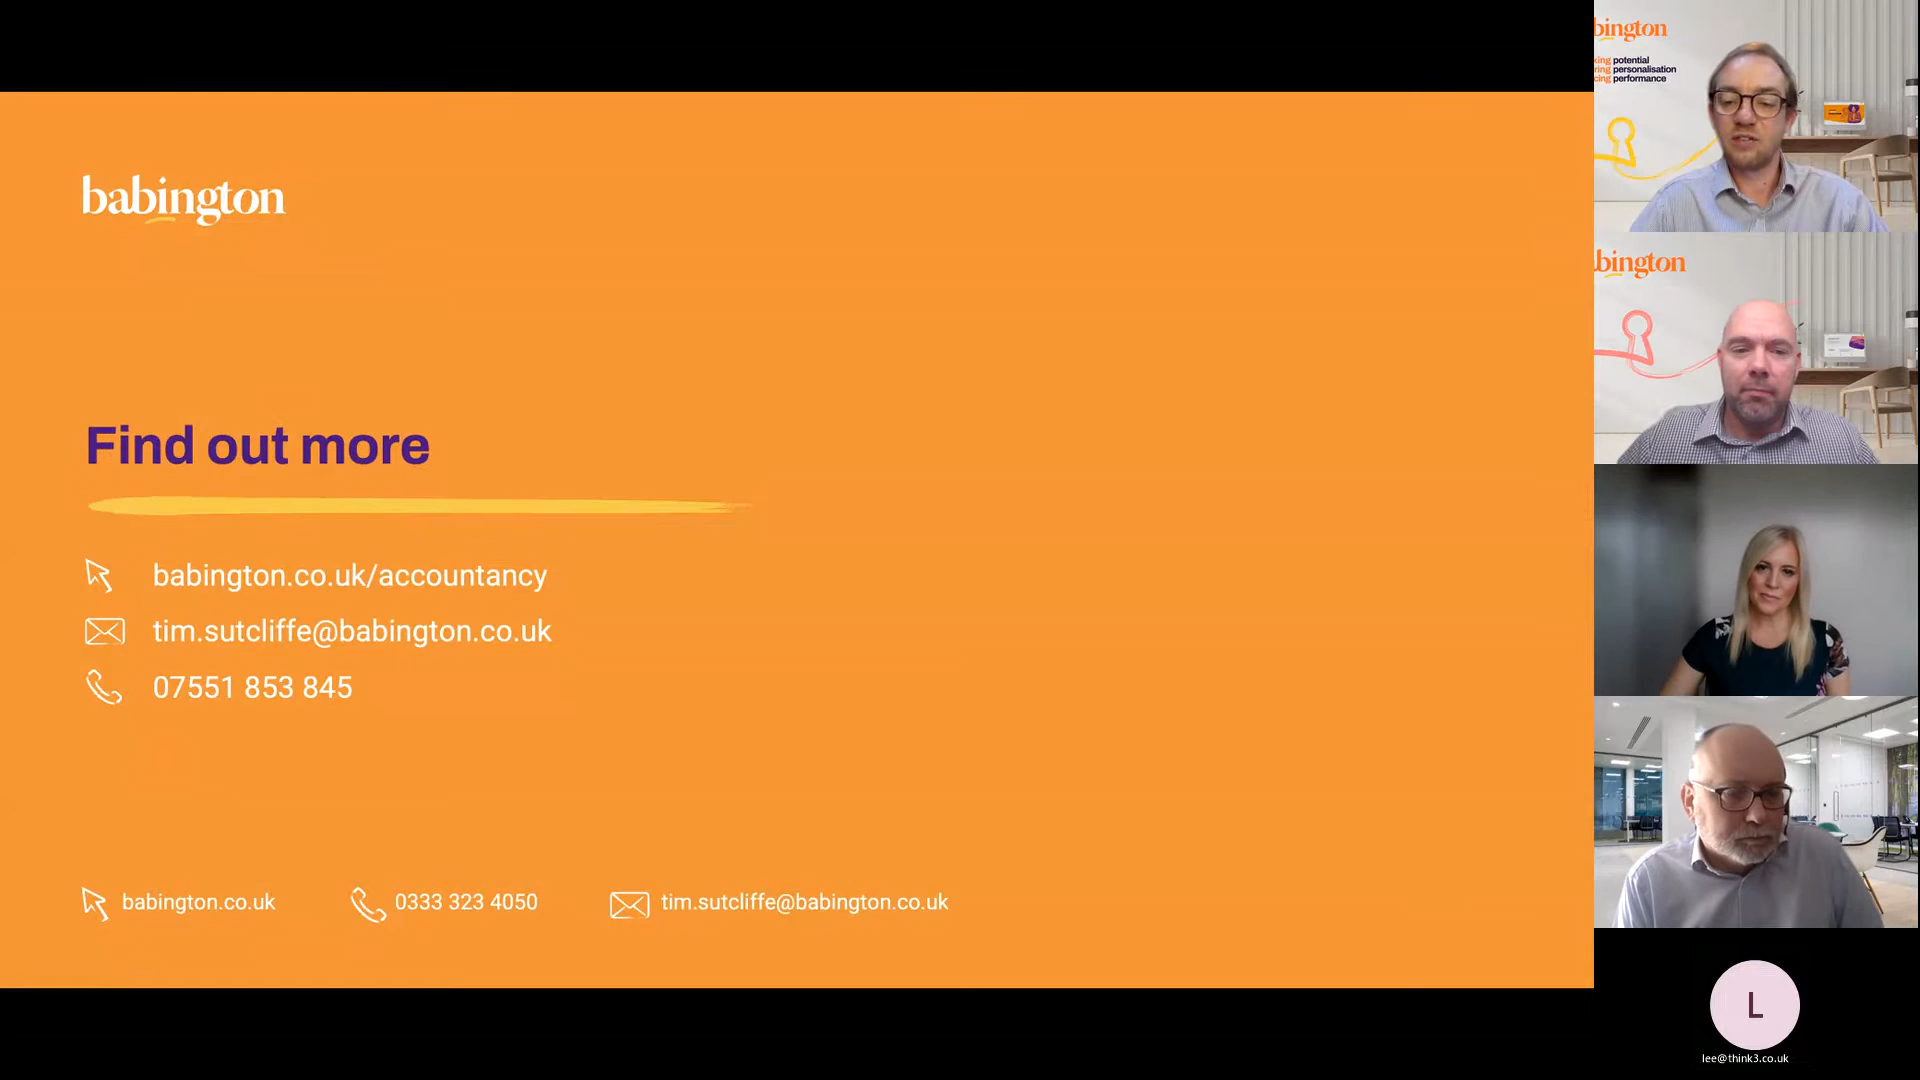 babington
Find out more
babington.co.uk/accountancy
tim.sutcliffe@babington.co.uk
07551 853 845
babington.co.uk
0333 323 4050
tim.sutcliffe@babington.co.uk
bington
potential
personalisation
performance
bington
L
lee@think3.co.uk